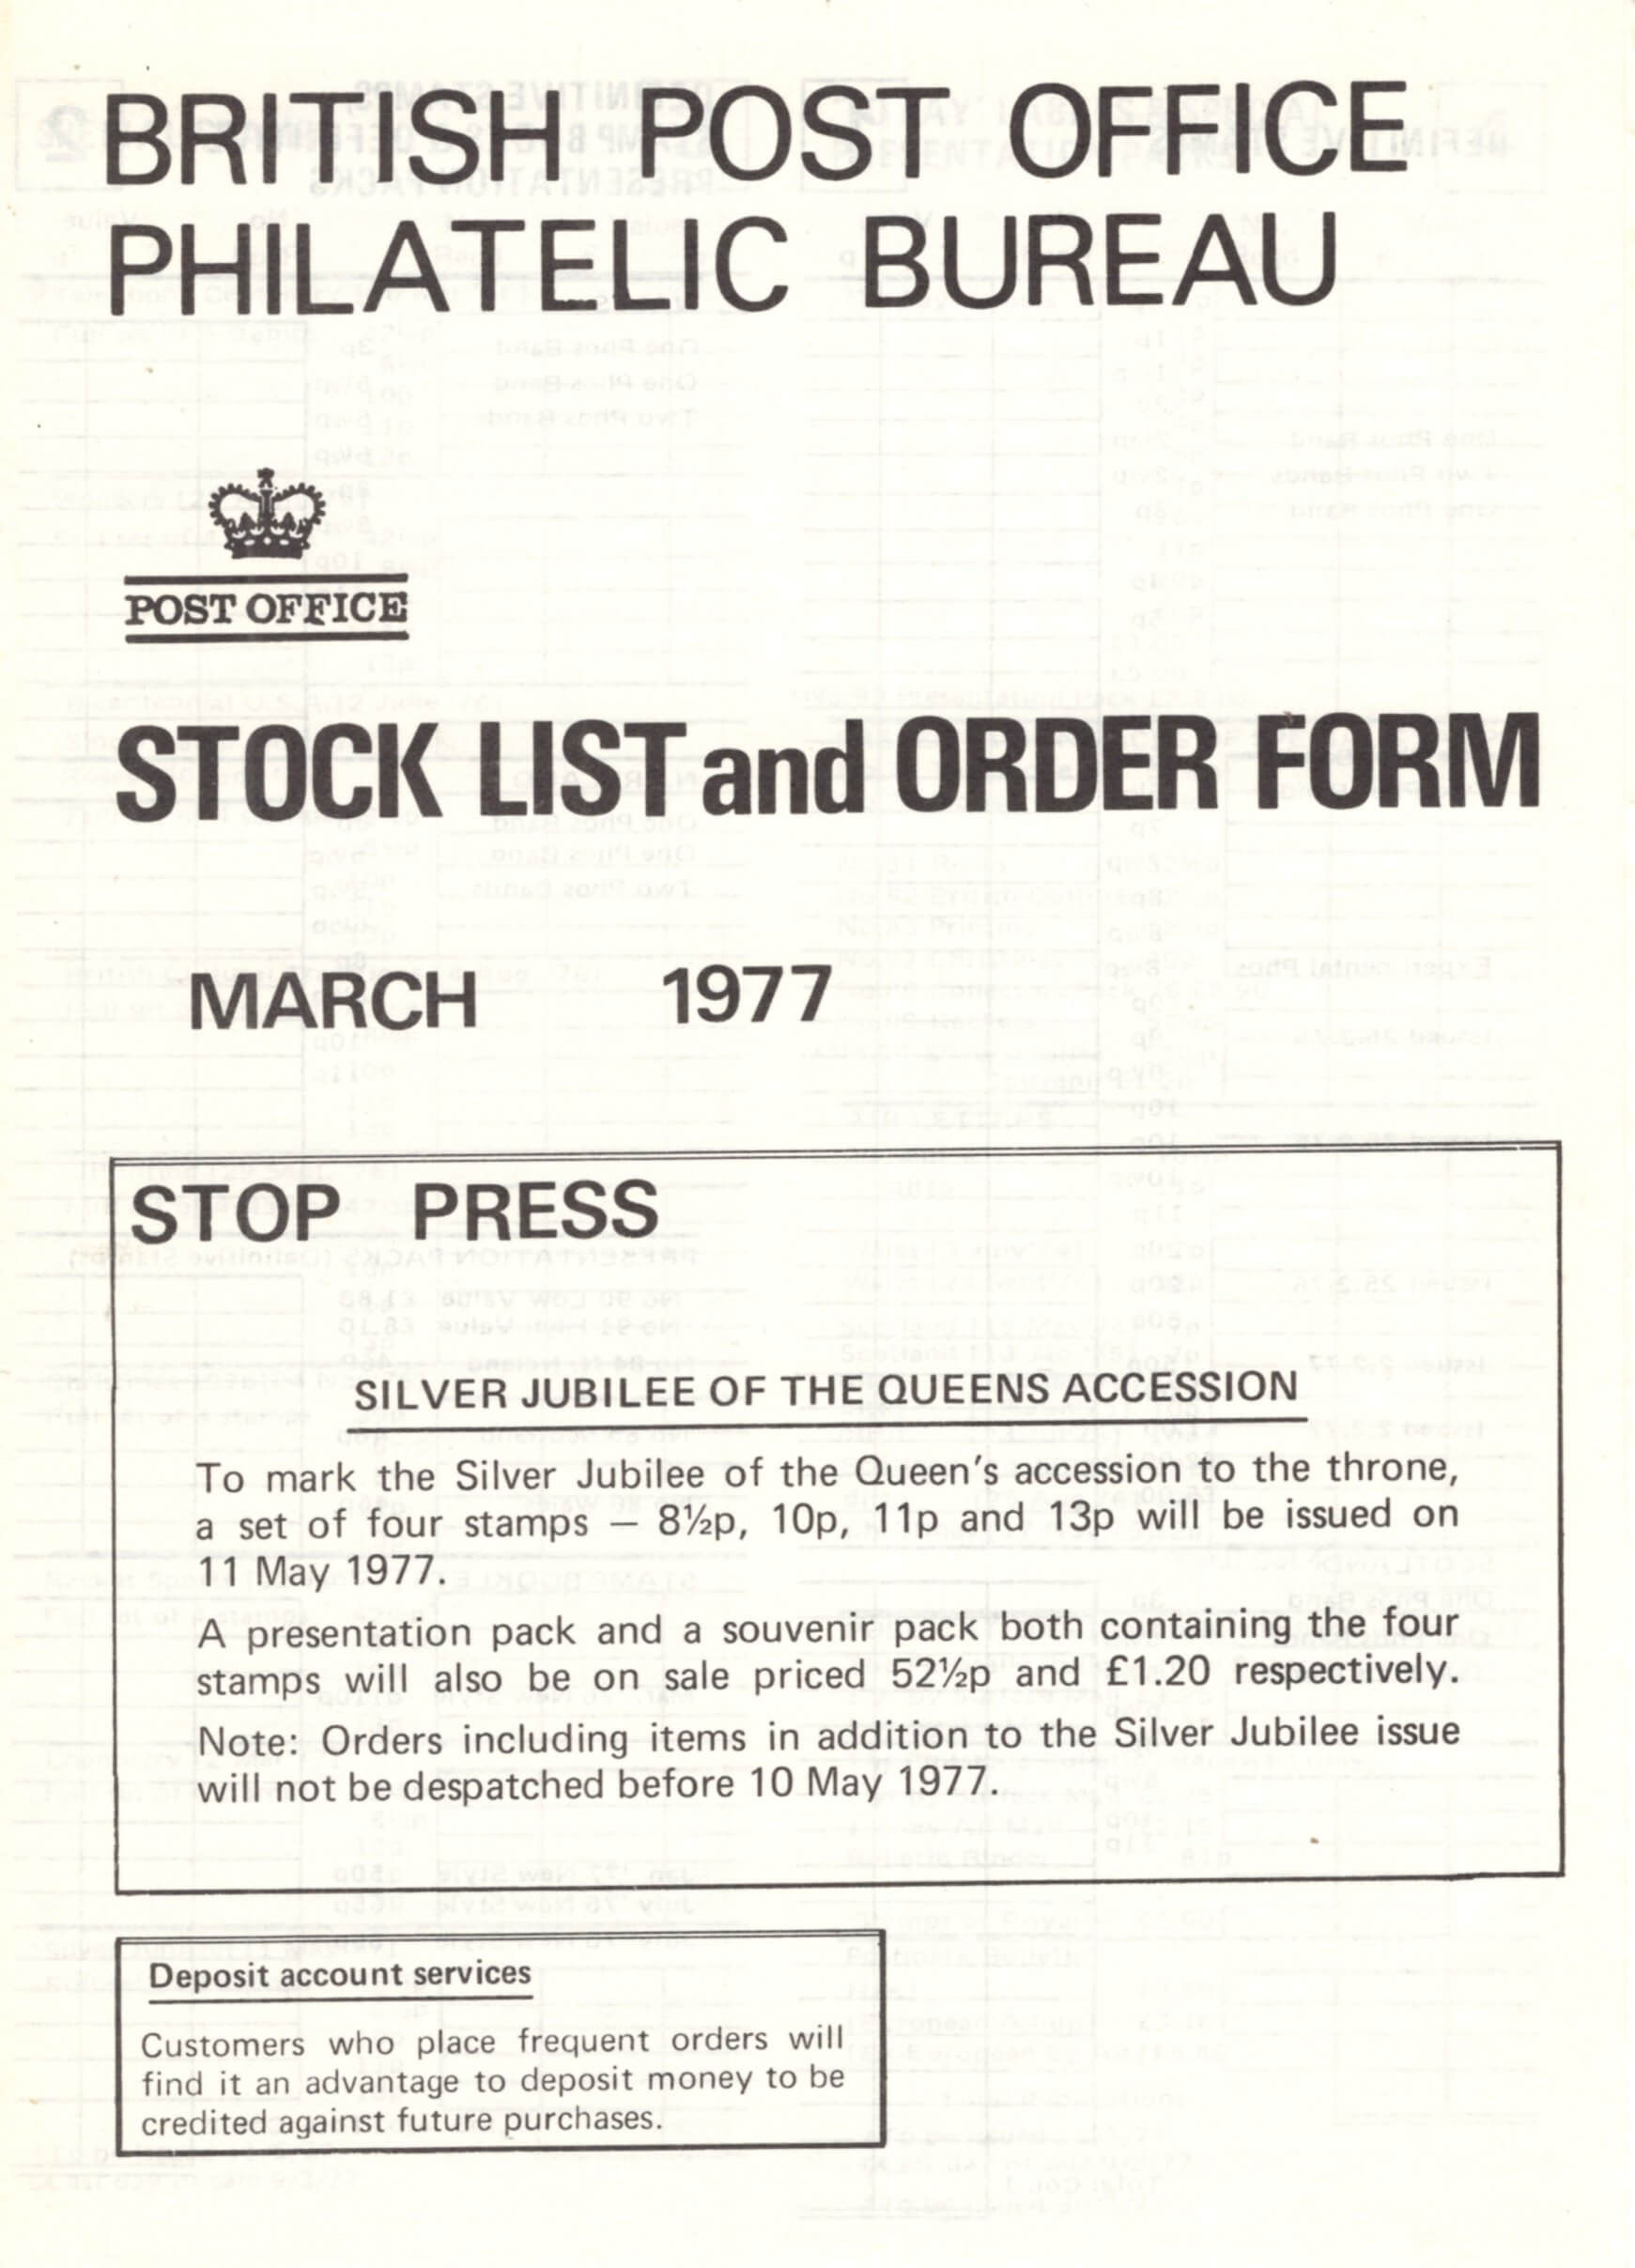 BRITISH POST OFFICE
PHILATELIC BUREAU
POST OFFICE
STOCK LIST and ORDER FORM
MARCH 1977
STOP PRESS
SILVER JUBILEE OF THE QUEENS ACCESSION
To mark the Silver Jubilee of the Queen's accession to the throne,
a set of four stamps — 8½p, 10p, 11p and 13p will be issued on
11 May 1977.
A presentation pack and a souvenir pack both containing the four
stamps will also be on sale priced 52½p and £1.20 respectively.
Note: Orders including items in addition to the Silver Jubilee issue
will not be despatched before 10 May 1977.
Deposit account services
Customers who place frequent orders will
find it an advantage to deposit money to be
credited against future purchases.